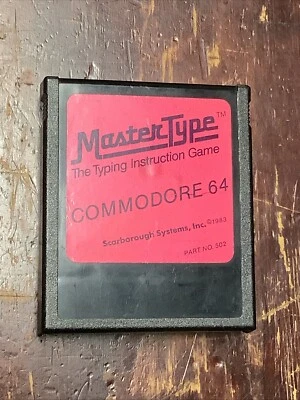 MasterType™
The Typing Instruction Game
COMMODORE 64
Scarborough Systems, Inc.©1983
PART NO. 502